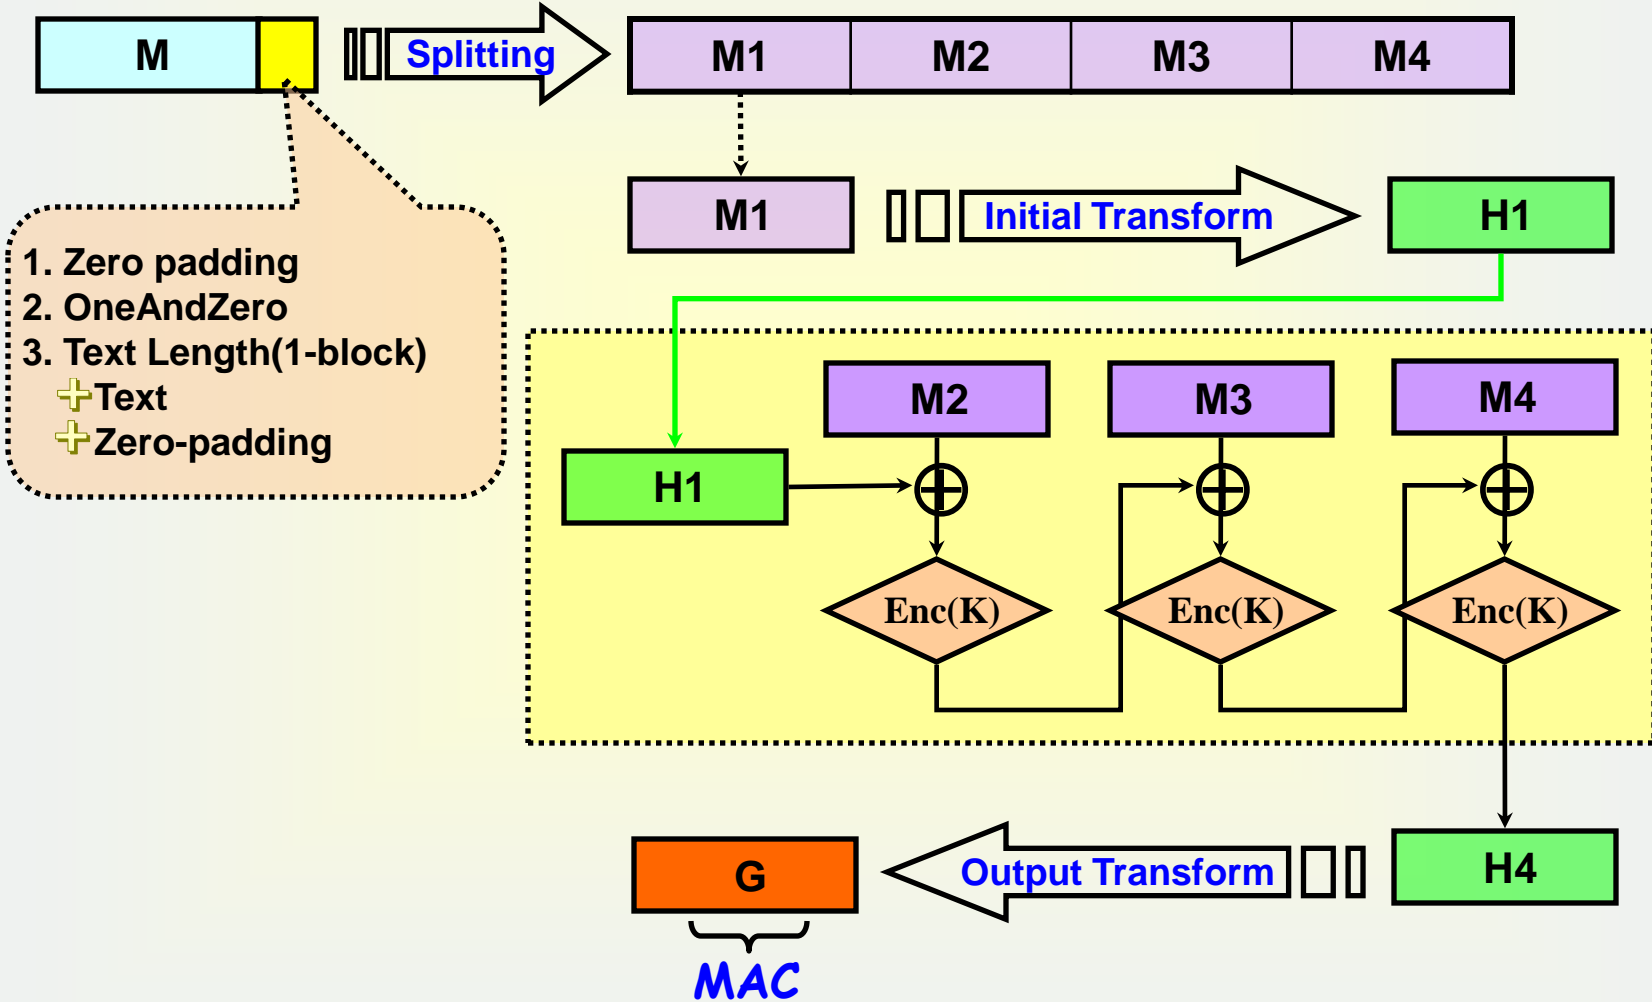 M
Splitting
M1 M2 M3 M4
M1
Initial Transform
H1
1. Zero padding
2. OneAndZero
3. Text Length(1-block)
Text
Zero-padding
M2 M3 M4
H1
Enc(K) Enc(K) Enc(K)
G
Output Transform
H4
MAC